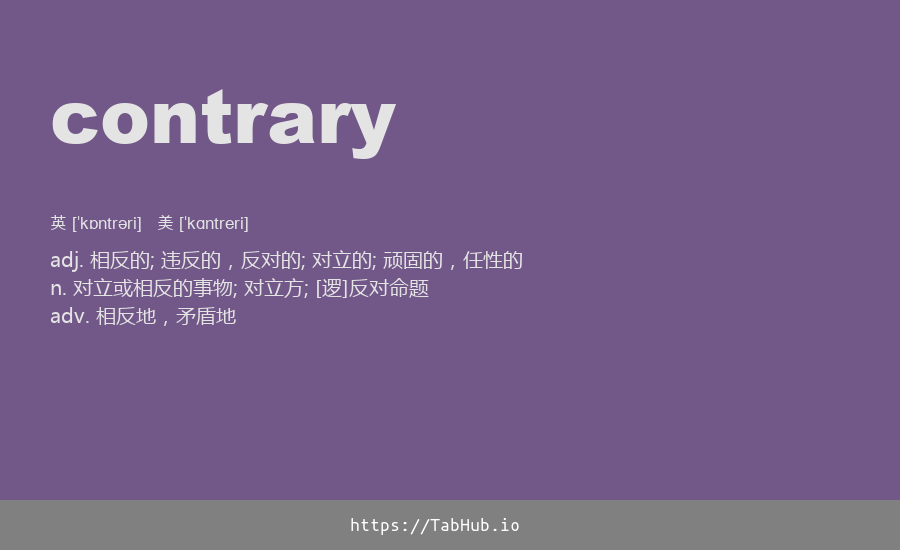 contrary
英 [ˈkɒntrəri] 美 [ˈkɑntreri]
adj. 相反的; 违反的，反对的; 对立的; 顽固的，任性的
n. 对立或相反的事物; 对立方; [逻]反对命题
adv. 相反地，矛盾地
https://TabHub.io